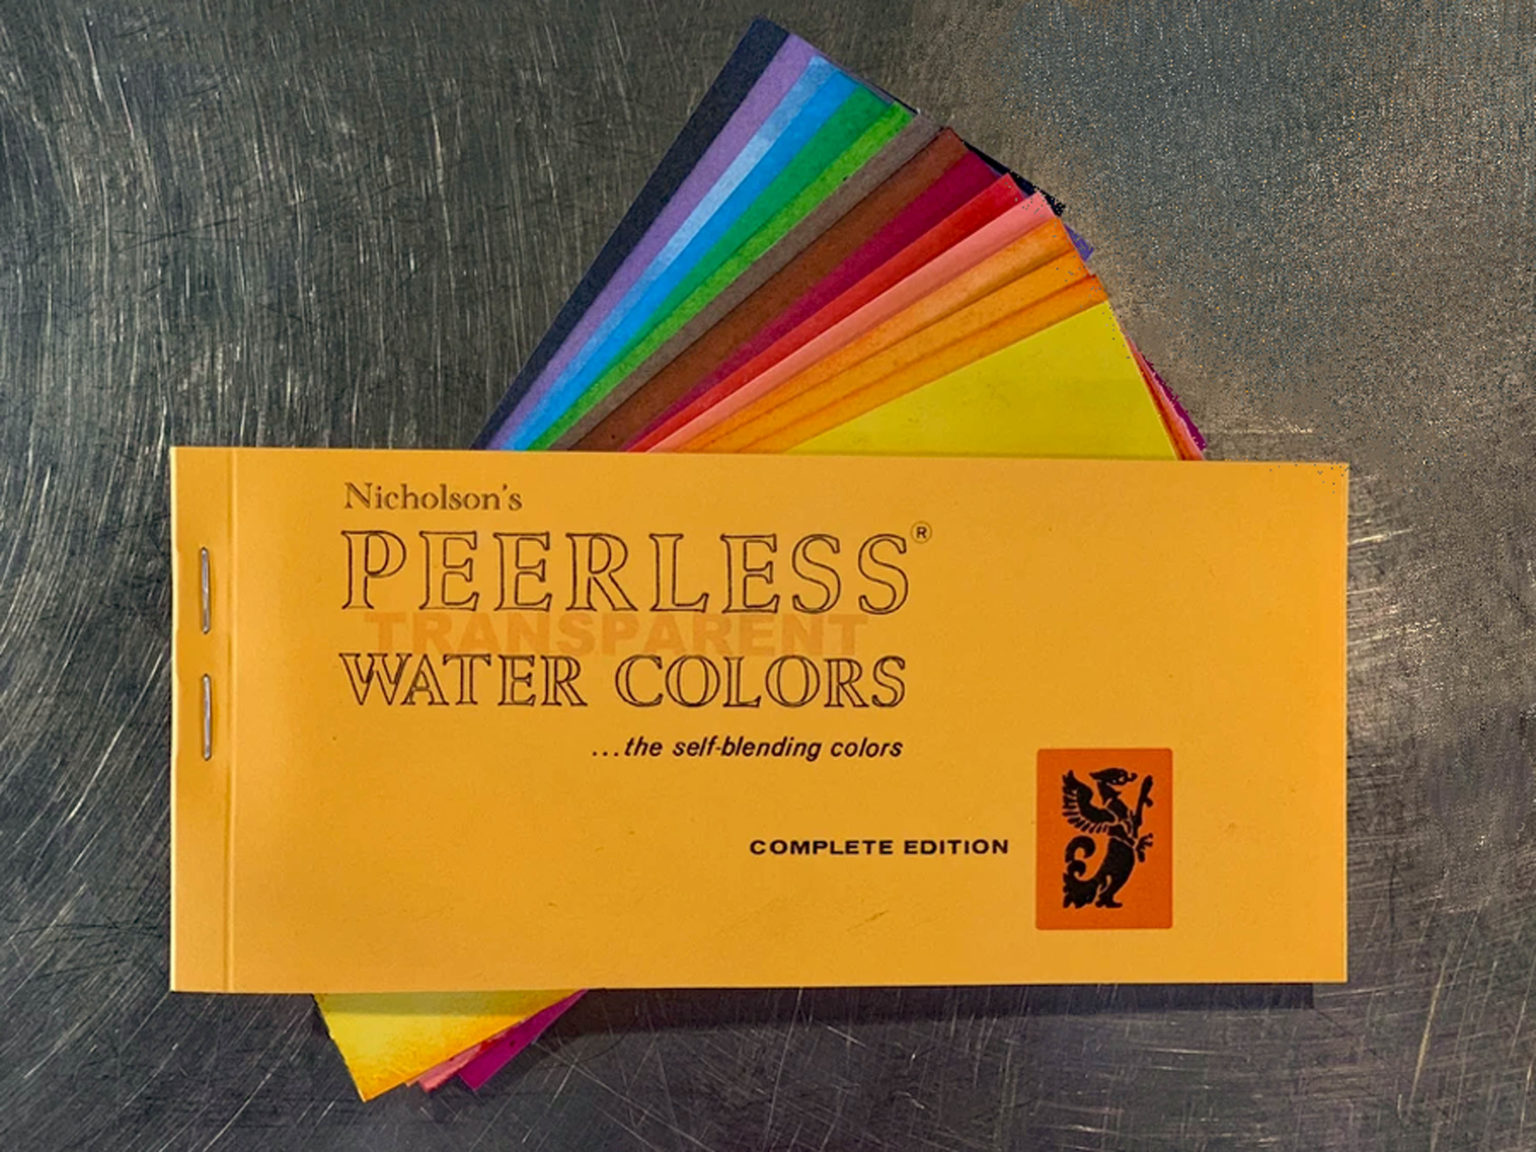 Nicholson's
PEERLESS®
TRANSPARENT
WATER COLORS
...the self-blending colors
COMPLETE EDITION